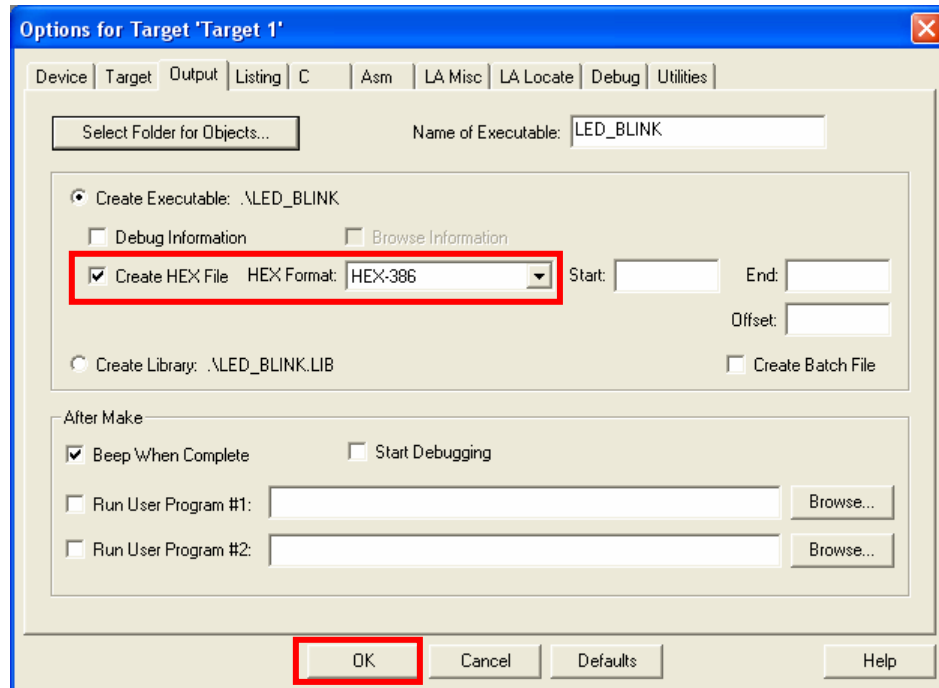 Options for Target 'Target 1'
Device Target Output Listing C Asm LA Misc LA Locate Debug Utilities
Select Folder for Objects... Name of Executable: LED_BLINK
Create Executable: .\LED_BLINK
Debug Information Browse Information
Create HEX File HEX Format: HEX-386 Start: End:
Offset:
Create Library: .\LED_BLINK.LIB Create Batch File
After Make
Beep When Complete Start Debugging
Run User Program #1: Browse...
Run User Program #2: Browse...
OK Cancel Defaults Help